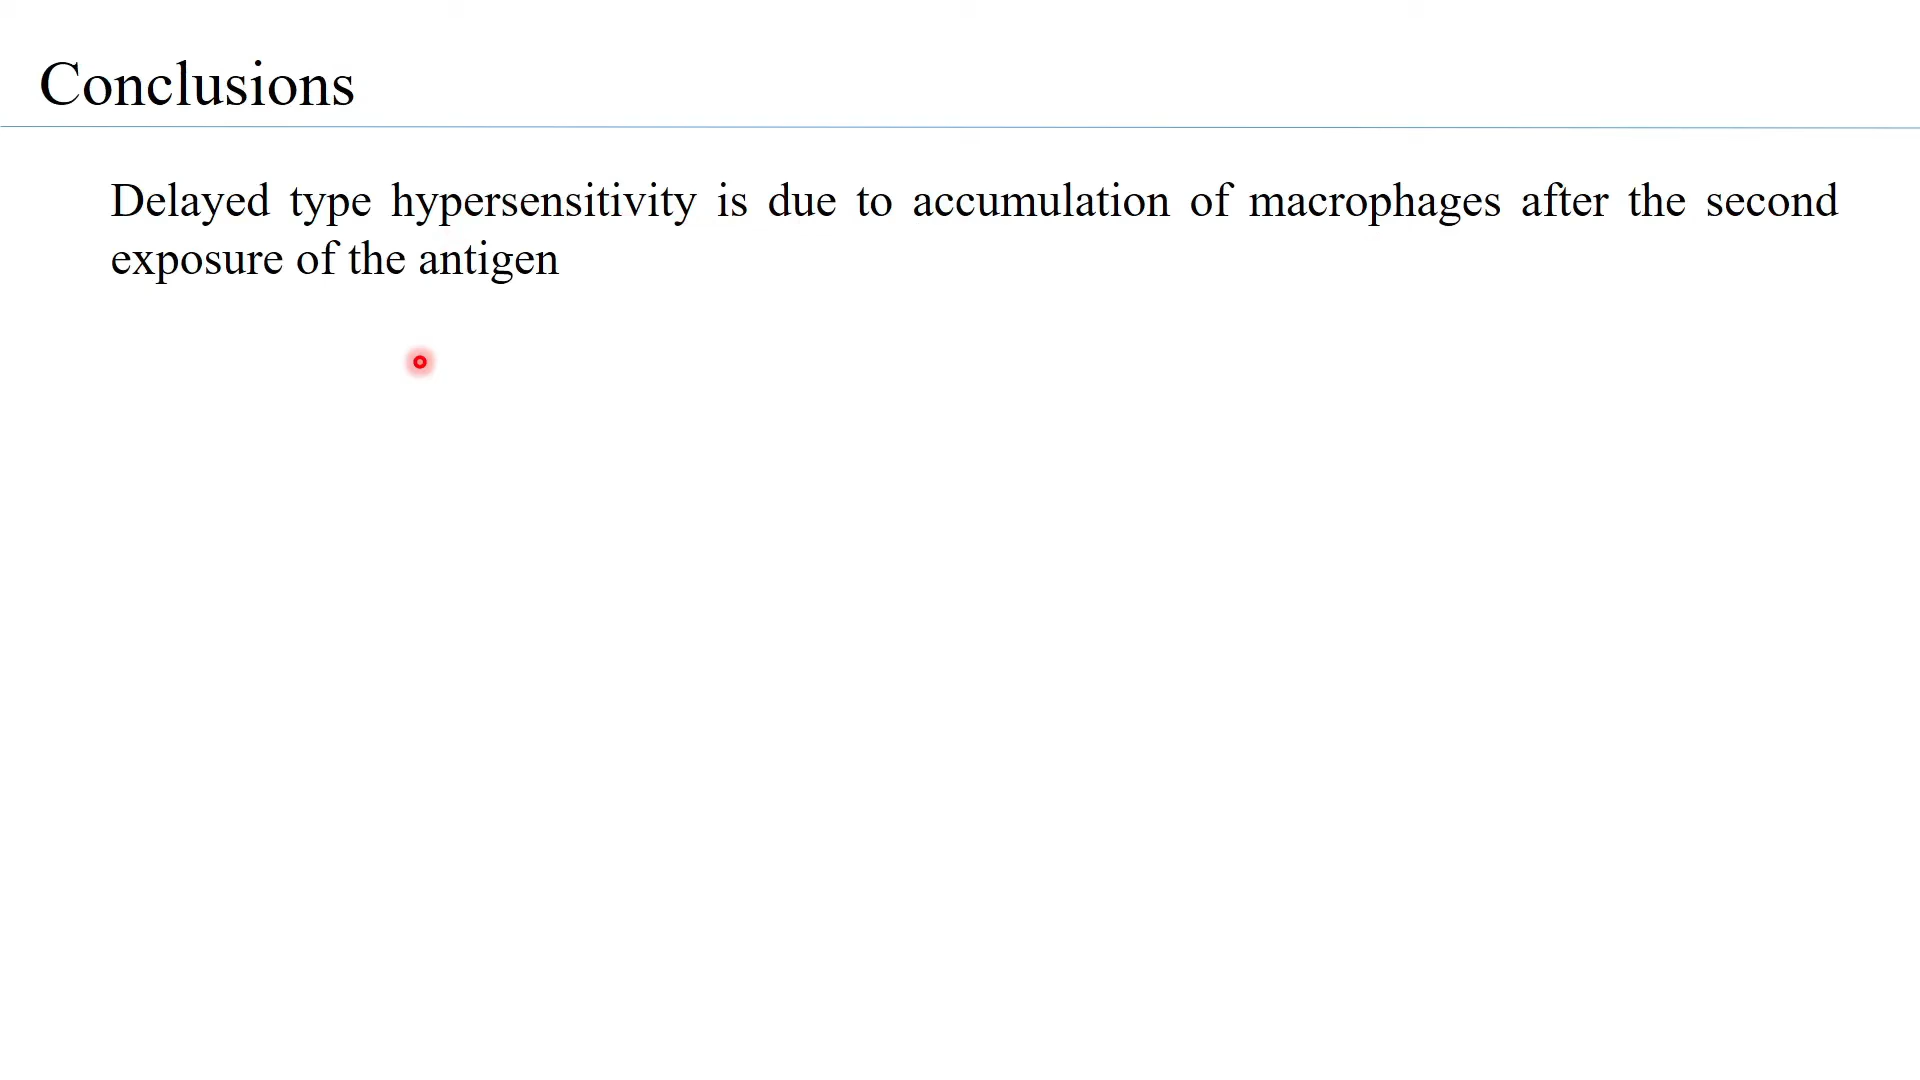 Conclusions
Delayed type hypersensitivity is due to accumulation of macrophages after the second
exposure of the antigen